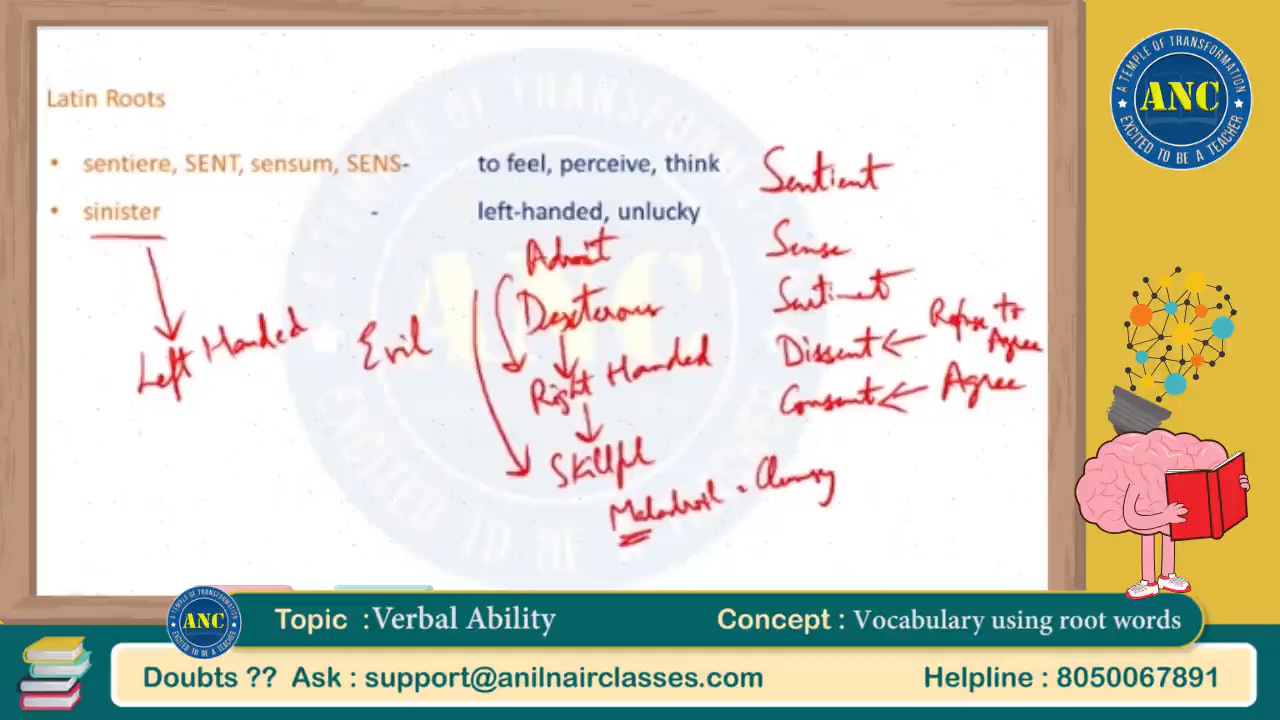 Latin Roots
• sentiere, SENT, sensum, SENS- to feel, perceive, think
• sinister - left-handed, unlucky
Sentient
Sense
Sentiment
Dissent ← Refuse to Agree
Consent ← Agree
Left Handed
Evil
Adroit
Dexterous
Right Handed
Skillful
Maladroit - Clumsy
A TEMPLE OF TRANSFORMATION
ANC
EXCITED TO BE A TEACHER
Topic : Verbal Ability
Concept : Vocabulary using root words
Doubts ?? Ask : support@anilnairclasses.com
Helpline : 8050067891